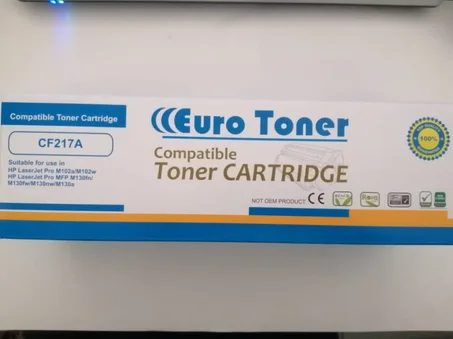 Compatible Toner Cartridge
CF217A
Suitable for use in
HP LaserJet Pro M102a/M102w
HP LaserJet Pro MFP M130fn/
M130fw/M130nw/M130a
Euro Toner
Compatible
Toner CARTRIDGE
NOT OEM PRODUCT CE
RoHS
100%